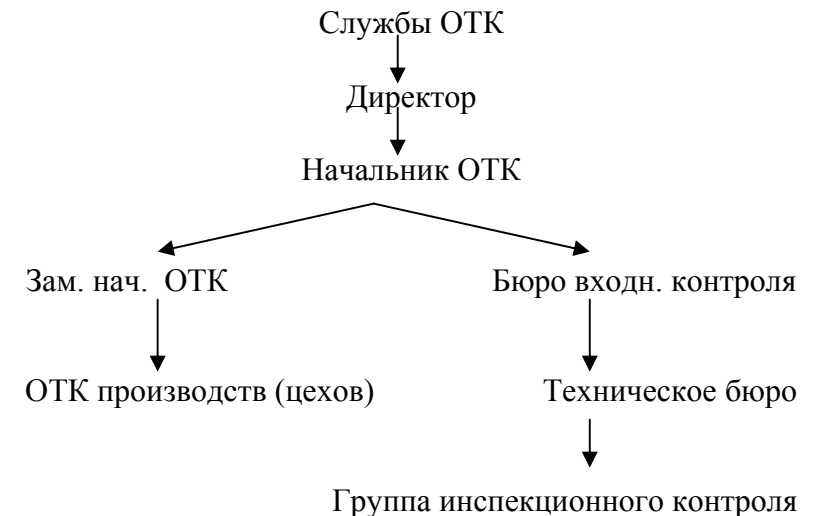 Службы ОТК
Директор
Начальник ОТК
Зам. нач. ОТК
Бюро входн. контроля
ОТК производств (цехов)
Техническое бюро
Группа инспекционного контроля